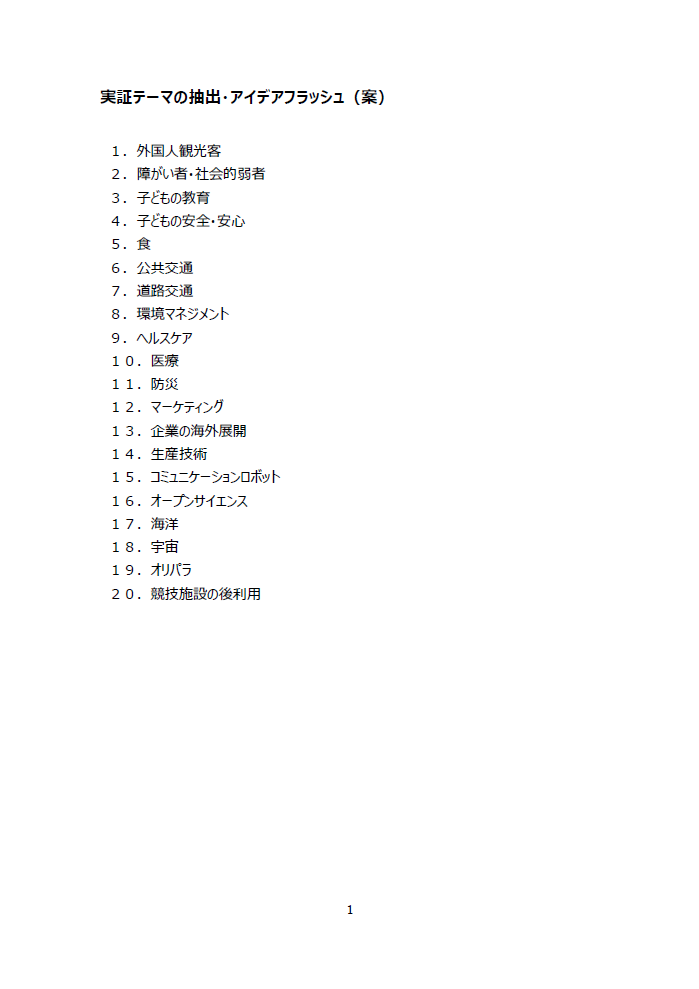 実証テーマの抽出・アイデアフラッシュ（案）
１．外国人観光客
２．障がい者・社会的弱者
３．子どもの教育
４．子どもの安全・安心
５．食
６．公共交通
７．道路交通
８．環境マネジメント
９．ヘルスケア
１０．医療
１１．防災
１２．マーケティング
１３．企業の海外展開
１４．生産技術
１５．コミュニケーションロボット
１６．オープンサイエンス
１７．海洋
１８．宇宙
１９．オリパラ
２０．競技施設の後利用
1